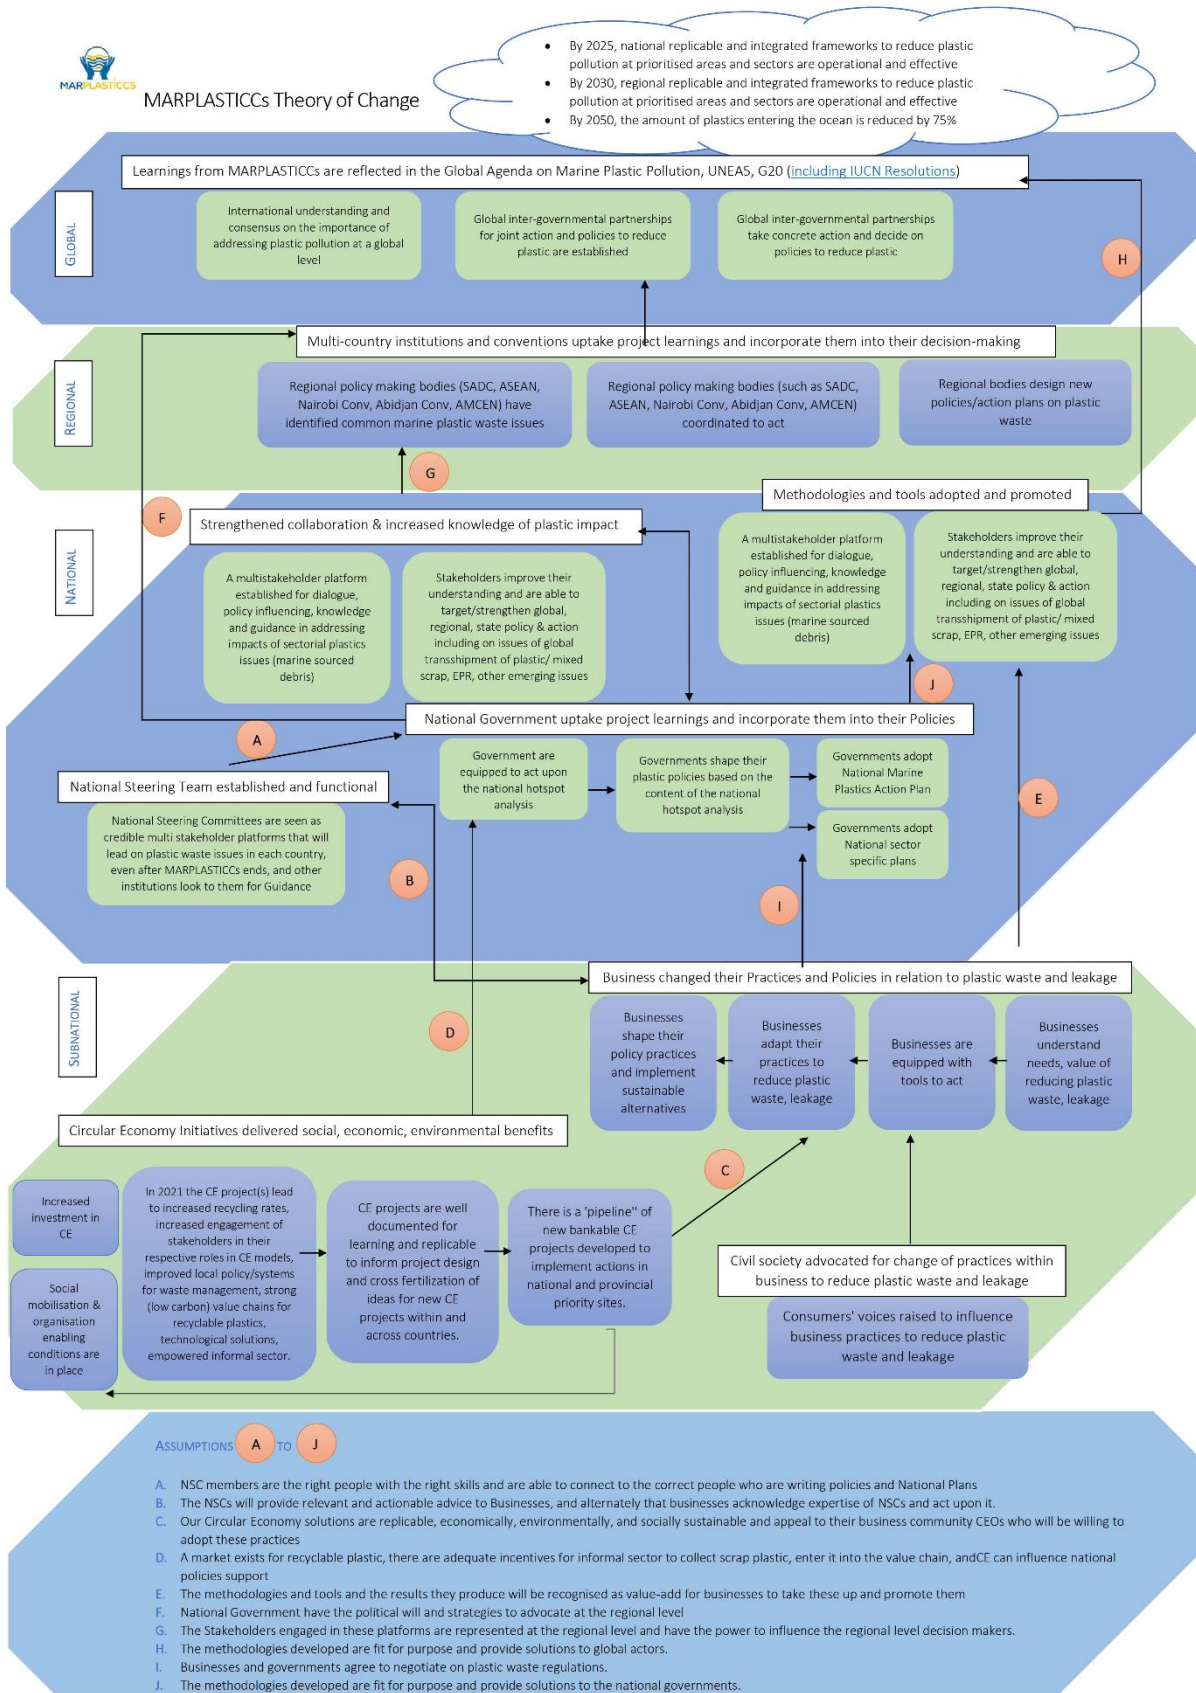 MARPLASTICCS
MARPLASTICCs Theory of Change
• By 2025, national replicable and integrated frameworks to reduce plastic
pollution at prioritised areas and sectors are operational and effective
• By 2030, regional replicable and integrated frameworks to reduce plastic
pollution at prioritised areas and sectors are operational and effective
• By 2050, the amount of plastics entering the ocean is reduced by 75%
GLOBAL
Learnings from MARPLASTICCs are reflected in the Global Agenda on Marine Plastic Pollution, UNEA5, G20 (including IUCN Resolutions)
International understanding and
consensus on the importance of
addressing plastic pollution at a global
level
Global inter-governmental partnerships
for joint action and policies to reduce
plastic are established
Global inter-governmental partnerships
take concrete action and decide on
policies to reduce plastic
H
REGIONAL
Multi-country institutions and conventions uptake project learnings and incorporate them into their decision-making
Regional policy making bodies (SADC, ASEAN,
Nairobi Conv, Abidjan Conv, AMCEN) have
identified common marine plastic waste issues
Regional policy making bodies (such as SADC,
ASEAN, Nairobi Conv, Abidjan Conv, AMCEN)
coordinated to act
Regional bodies design new
policies/action plans on plastic
waste
G
F
NATIONAL
Strengthened collaboration & increased knowledge of plastic impact
A multistakeholder platform
established for dialogue,
policy influencing, knowledge
and guidance in addressing
impacts of sectorial plastics
issues (marine sourced
debris)
Stakeholders improve their
understanding and are able to
target/strengthen global,
regional, state policy & action
including on issues of global
transshipment of plastic/ mixed
scrap, EPR, other emerging issues
Methodologies and tools adopted and promoted
A multistakeholder platform
established for dialogue,
policy influencing, knowledge
and guidance in addressing
impacts of sectorial plastics
issues (marine sourced
debris)
Stakeholders improve their
understanding and are able to
target/strengthen global,
regional, state policy & action
including on issues of global
transshipment of plastic/ mixed
scrap, EPR, other emerging issues
J
National Government uptake project learnings and incorporate them into their Policies
A
Government are
equipped to act upon
the national hotspot
analysis
Governments shape their
plastic policies based on the
content of the national
hotspot analysis
Governments adopt
National Marine
Plastics Action Plan
Governments adopt
National sector
specific plans
National Steering Team established and functional
National Steering Committees are seen as
credible multi stakeholder platforms that will
lead on plastic waste issues in each country,
even after MARPLASTICCs ends, and other
institutions look to them for Guidance
B
E
I
SUBNATIONAL
Business changed their Practices and Policies in relation to plastic waste and leakage
Businesses
shape their
policy practices
and implement
sustainable
alternatives
Businesses
adapt their
practices to
reduce plastic
waste, leakage
Businesses are
equipped with
tools to act
Businesses
understand
needs, value of
reducing plastic
waste, leakage
D
Circular Economy Initiatives delivered social, economic, environmental benefits
C
Increased
investment in
CE
Social
mobilisation &
organisation
enabling
conditions are
in place
In 2021 the CE project(s) lead
to increased recycling rates,
increased engagement of
stakeholders in their
respective roles in CE models,
improved local policy/systems
for waste management, strong
(low carbon) value chains for
recyclable plastics,
technological solutions,
empowered informal sector.
CE projects are well
documented for
learning and replicable
to inform project design
and cross fertilization of
ideas for new CE
projects within and
across countries.
There is a 'pipeline" of
new bankable CE
projects developed to
implement actions in
national and provincial
priority sites.
Civil society advocated for change of practices within
business to reduce plastic waste and leakage
Consumers' voices raised to influence
business practices to reduce plastic
waste and leakage
ASSUMPTIONS A TO J
A. NSC members are the right people with the right skills and are able to connect to the correct people who are writing policies and National Plans
B. The NSCs will provide relevant and actionable advice to Businesses, and alternately that businesses acknowledge expertise of NSCs and act upon it.
C. Our Circular Economy solutions are replicable, economically, environmentally, and socially sustainable and appeal to their business community CEOs who will be willing to
adopt these practices
D. A market exists for recyclable plastic, there are adequate incentives for informal sector to collect scrap plastic, enter it into the value chain, andCE can influence national
policies support
E. The methodologies and tools and the results they produce will be recognised as value-add for businesses to take these up and promote them
F. National Government have the political will and strategies to advocate at the regional level
G. The Stakeholders engaged in these platforms are represented at the regional level and have the power to influence the regional level decision makers.
H. The methodologies developed are fit for purpose and provide solutions to global actors.
I. Businesses and governments agree to negotiate on plastic waste regulations.
J. The methodologies developed are fit for purpose and provide solutions to the national governments.